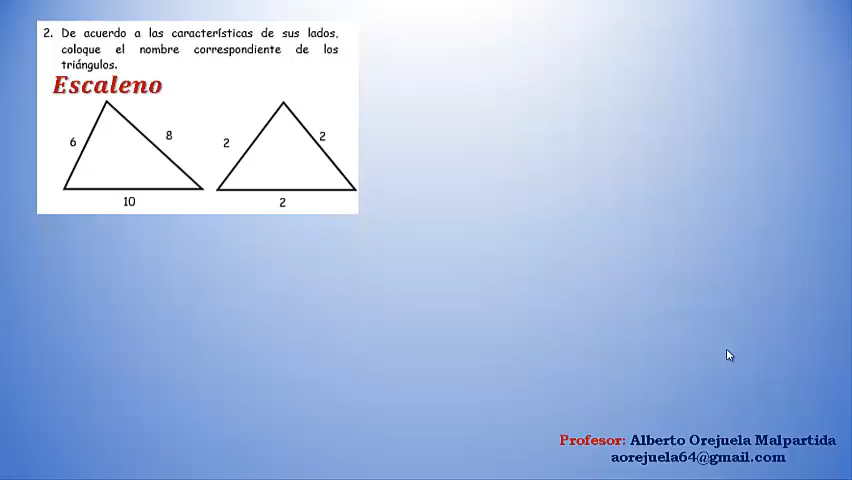 2. De acuerdo a las características de sus lados,
coloque el nombre correspondiente de los
triángulos.
Escaleno
6
8
10
2
2
2
Profesor: Alberto Orejuela Malpartida
aorejuela64@gmail.com